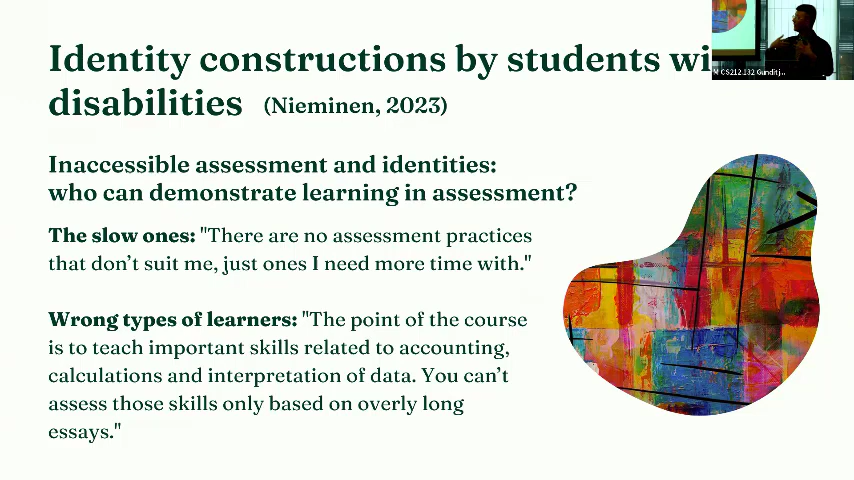 Identity constructions by students wi
disabilities (Nieminen, 2023)
Inaccessible assessment and identities:
who can demonstrate learning in assessment?
The slow ones: "There are no assessment practices
that don’t suit me, just ones I need more time with."
Wrong types of learners: "The point of the course
is to teach important skills related to accounting,
calculations and interpretation of data. You can’t
assess those skills only based on overly long
essays."